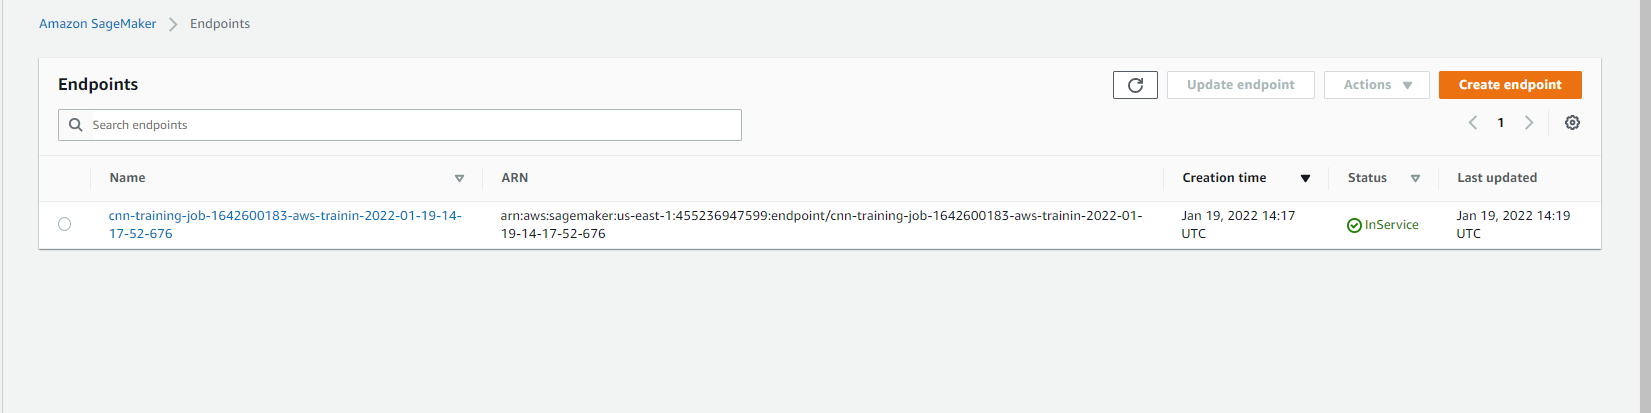 Amazon SageMaker > Endpoints
Endpoints
Update endpoint
Actions
Create endpoint
Search endpoints
1
Name
ARN
Creation time
Status
Last updated
cnn-training-job-1642600183-aws-trainin-2022-01-19-14-
17-52-676
arn:aws:sagemaker:us-east-1:455236947599:endpoint/cnn-training-job-1642600183-aws-trainin-2022-01-
19-14-17-52-676
Jan 19, 2022 14:17
UTC
InService
Jan 19, 2022 14:19
UTC